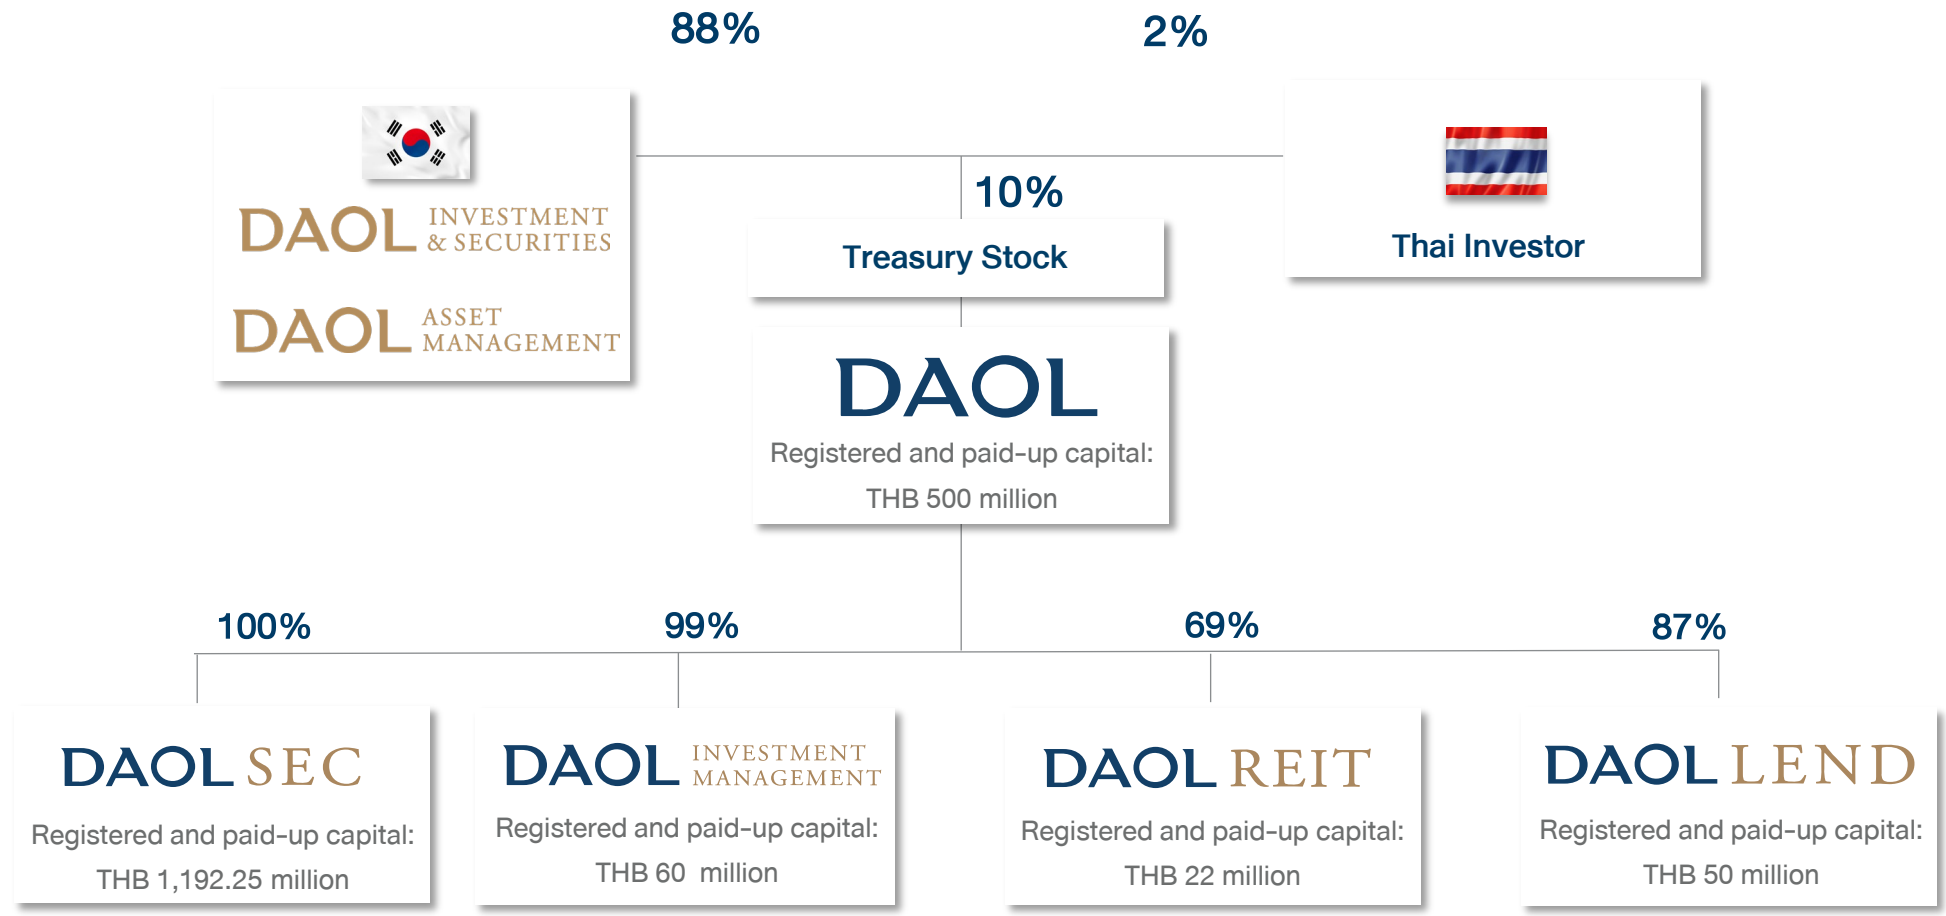 88%
2%
DAOL INVESTMENT
& SECURITIES
DAOL ASSET
MANAGEMENT
10%
Treasury Stock
Thai Investor
DAOL
Registered and paid-up capital:
THB 500 million
100%
99%
69%
87%
DAOL SEC
Registered and paid-up capital:
THB 1,192.25 million
DAOL INVESTMENT
MANAGEMENT
Registered and paid-up capital:
THB 60 million
DAOL REIT
Registered and paid-up capital:
THB 22 million
DAOL LEND
Registered and paid-up capital:
THB 50 million